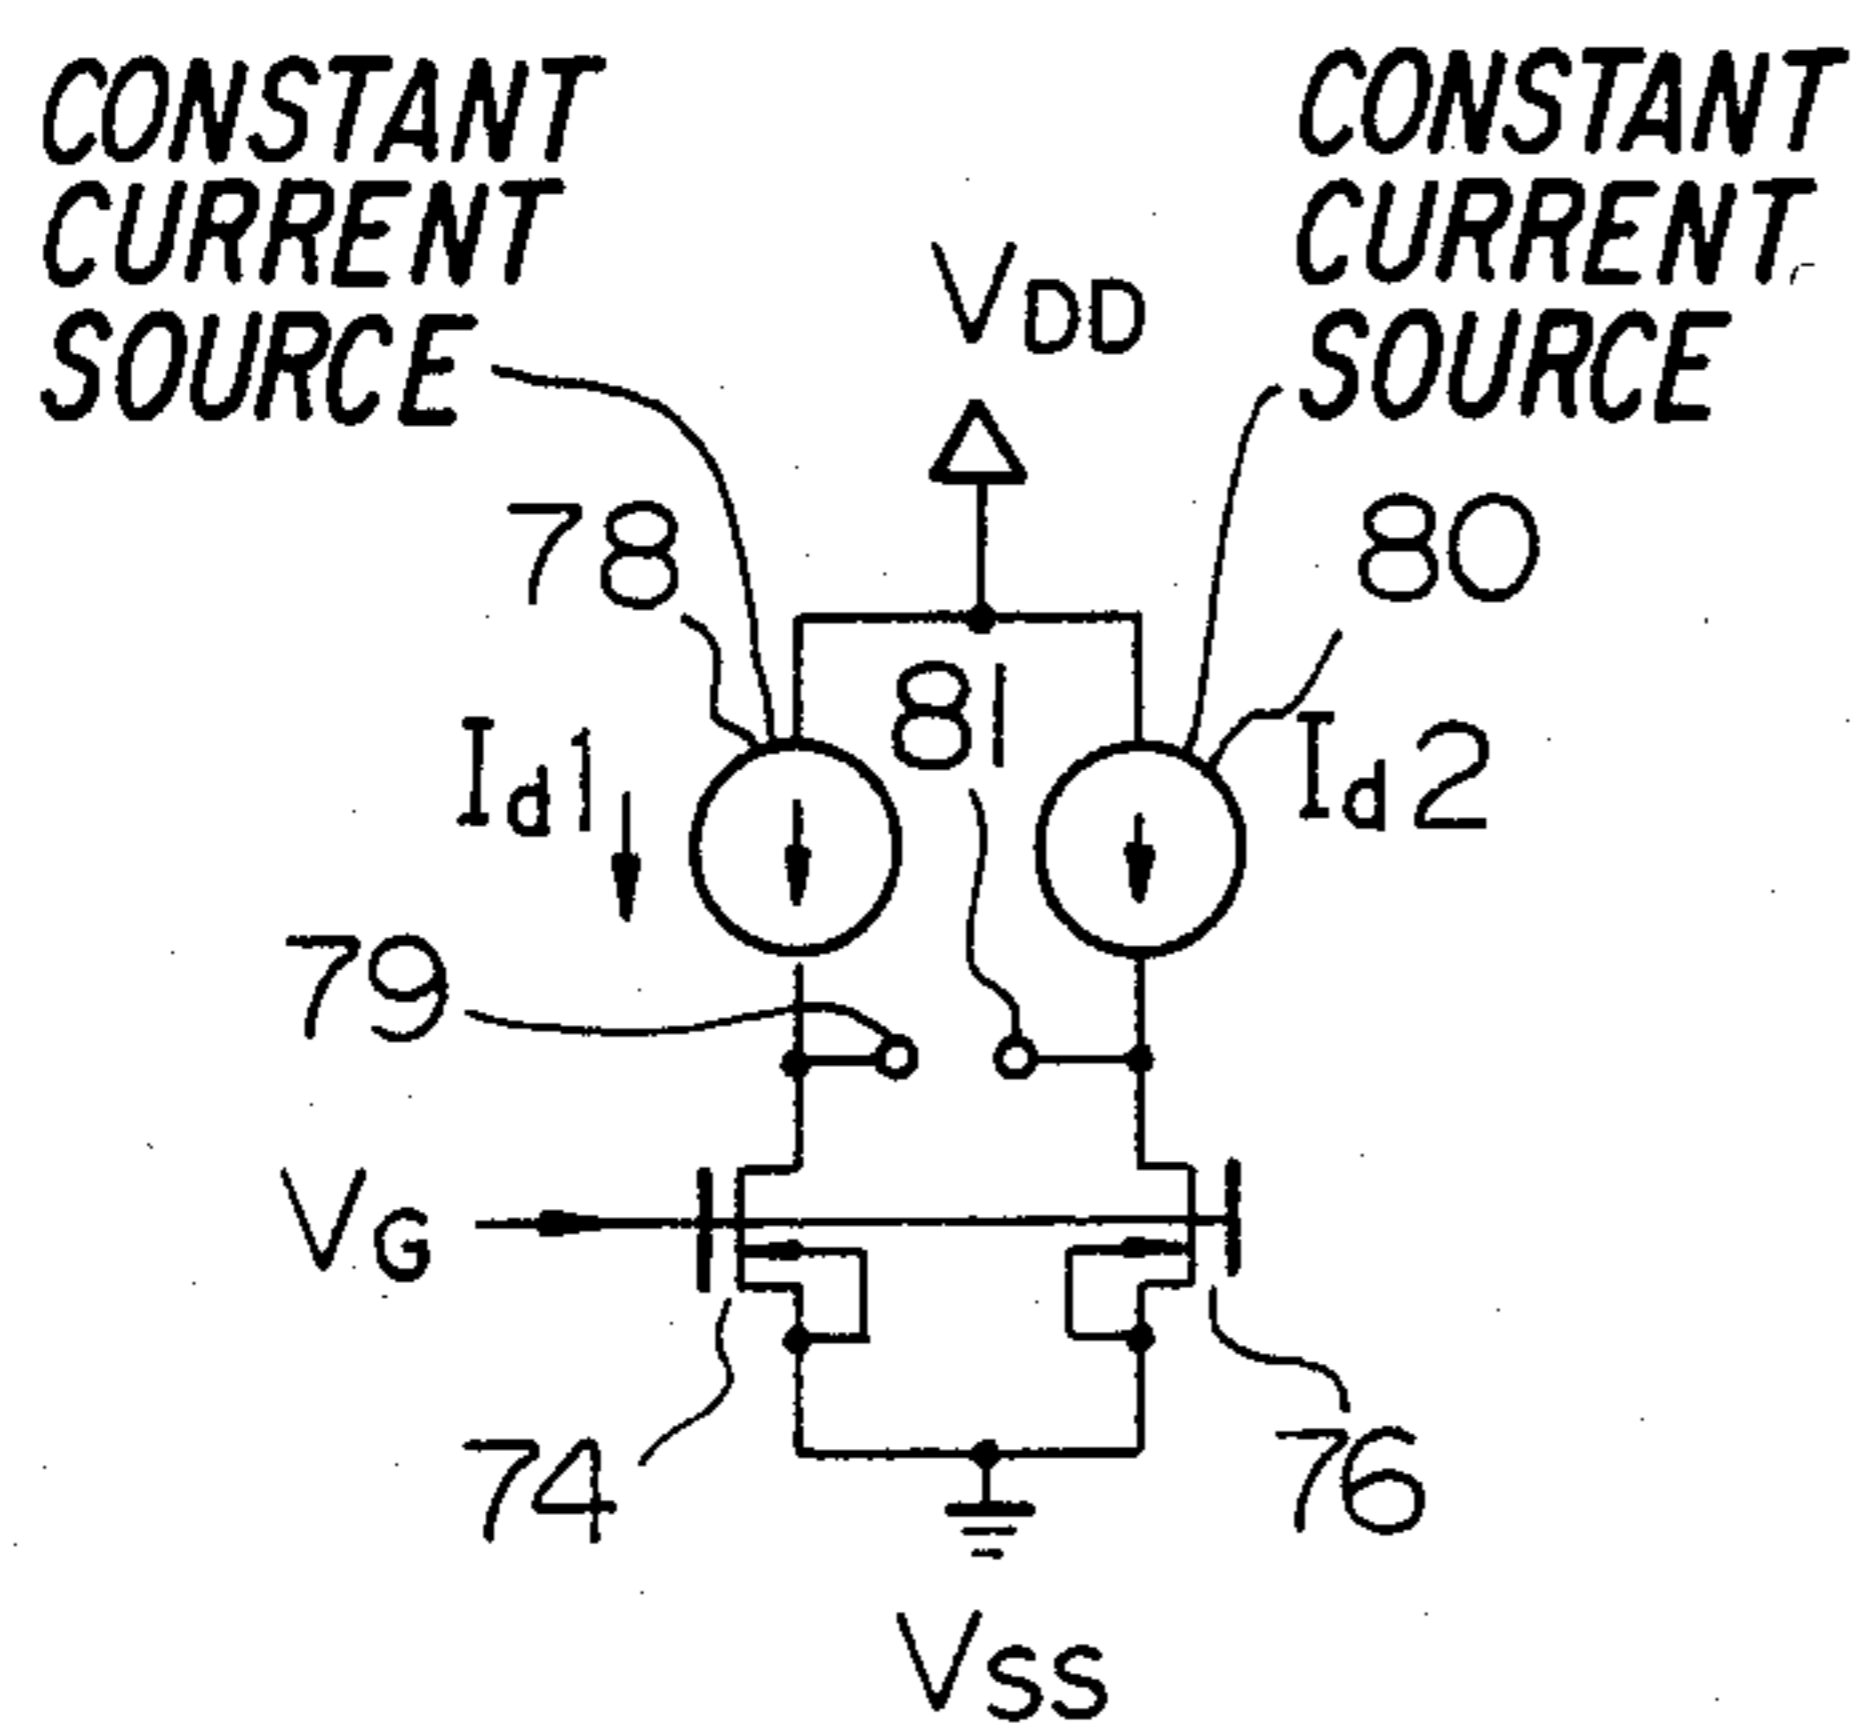 CONSTANT
CURRENT
SOURCE
CONSTANT
CURRENT
SOURCE
VDD
78
80
81
Id1
Id2
79
VG
74
76
VSS